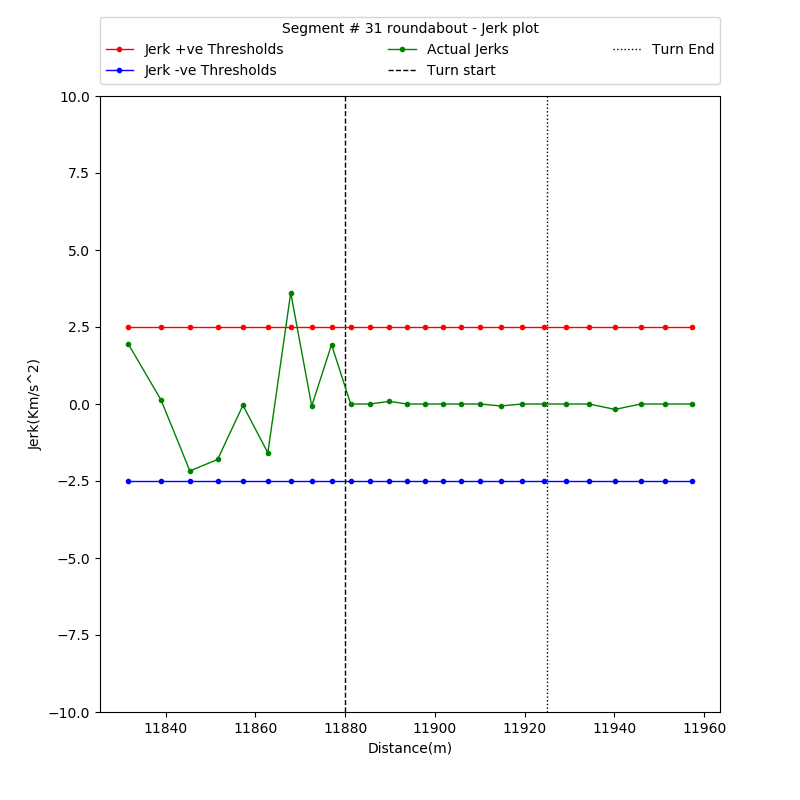 Segment # 31 roundabout - Jerk plot
Jerk +ve Thresholds
Jerk -ve Thresholds
Actual Jerks
Turn start
Turn End
Jerk(Km/s^2)
10.0
7.5
5.0
2.5
0.0
−2.5
−5.0
−7.5
−10.0
11840 11860 11880 11900 11920 11940 11960
Distance(m)